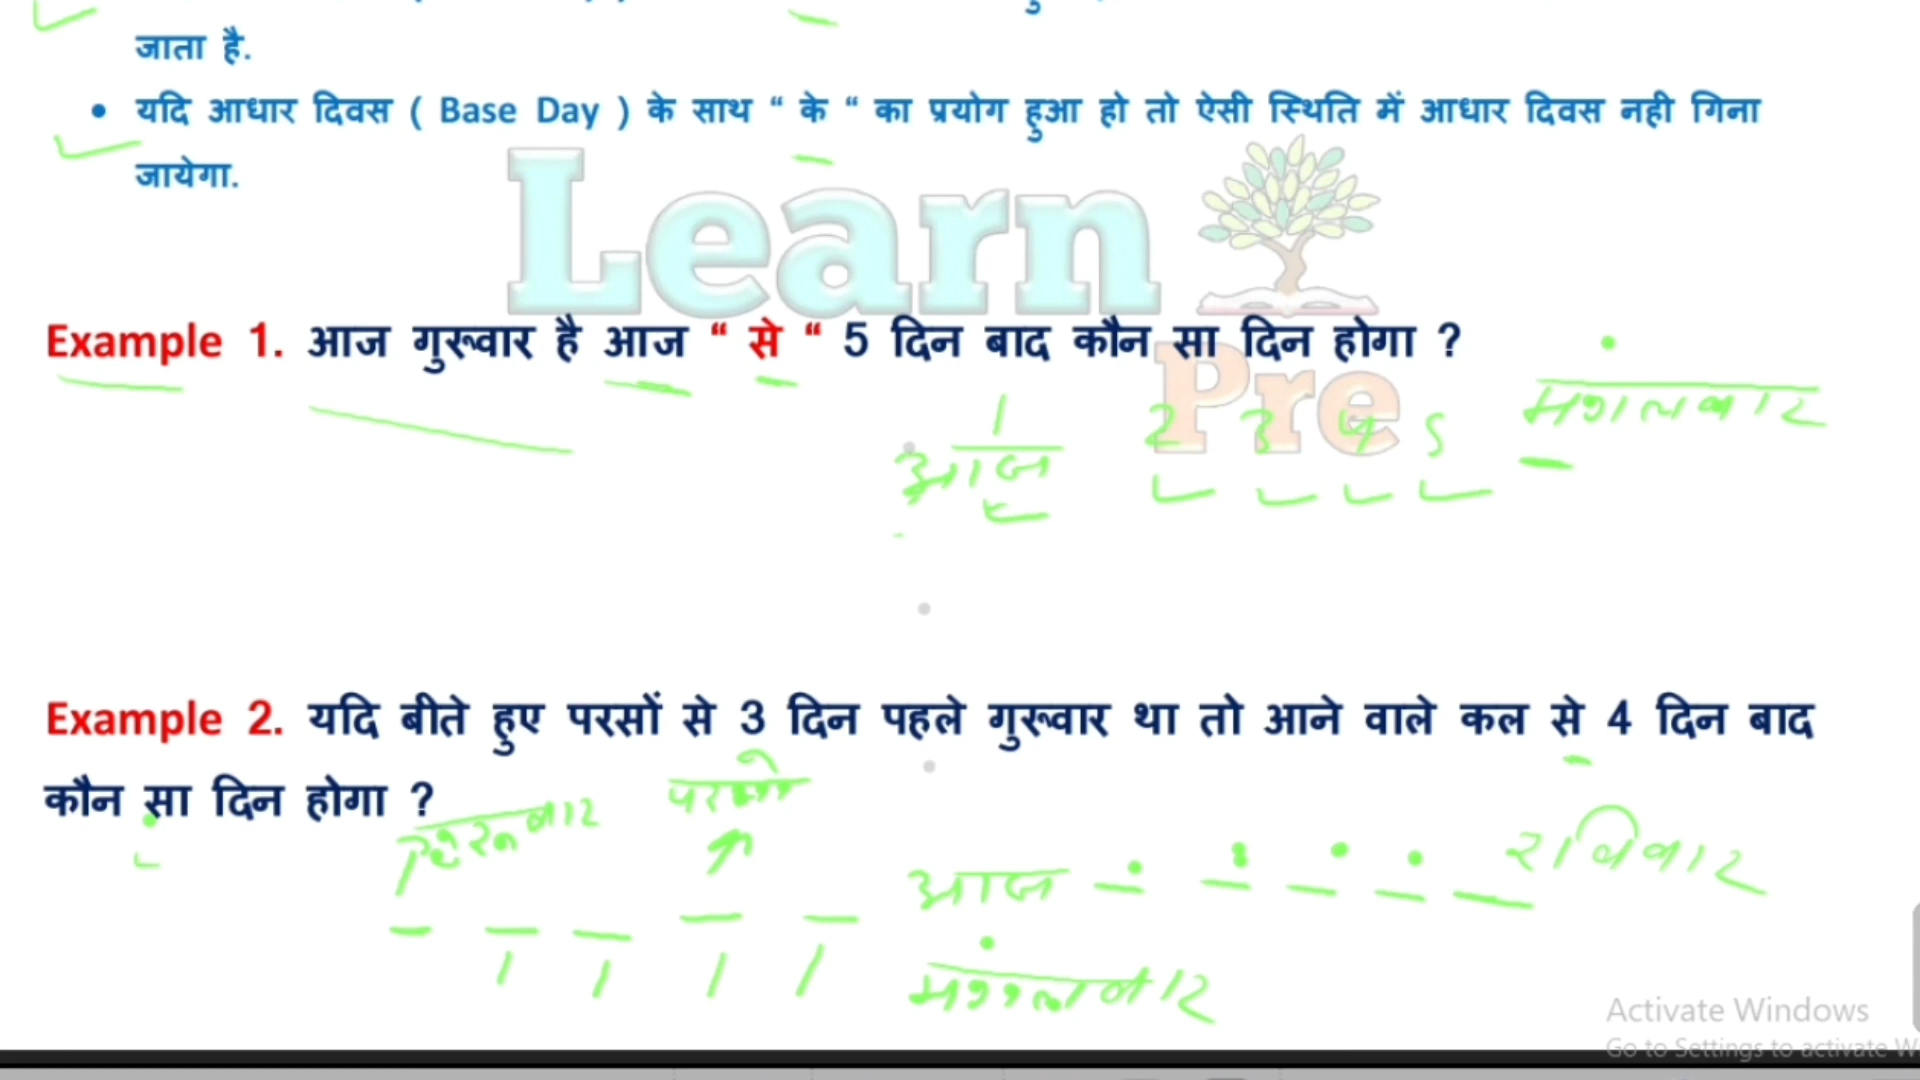 जाता है.
• यदि आधार दिवस ( Base Day ) के साथ “ के “ का प्रयोग हुआ हो तो ऐसी स्थिति में आधार दिवस नही गिना
जायेगा.
Learn
Pre
Example 1. आज गुरूवार है आज “ से “ 5 दिन बाद कौन सा दिन होगा ?
1 2 3 4 5
आज
मंगलवार
Example 2. यदि बीते हुए परसों से 3 दिन पहले गुरूवार था तो आने वाले कल से 4 दिन बाद
कौन सा दिन होगा ?
परसो
आज
रविवार
मंगलवार
Activate Windows
Go to Settings to activate W